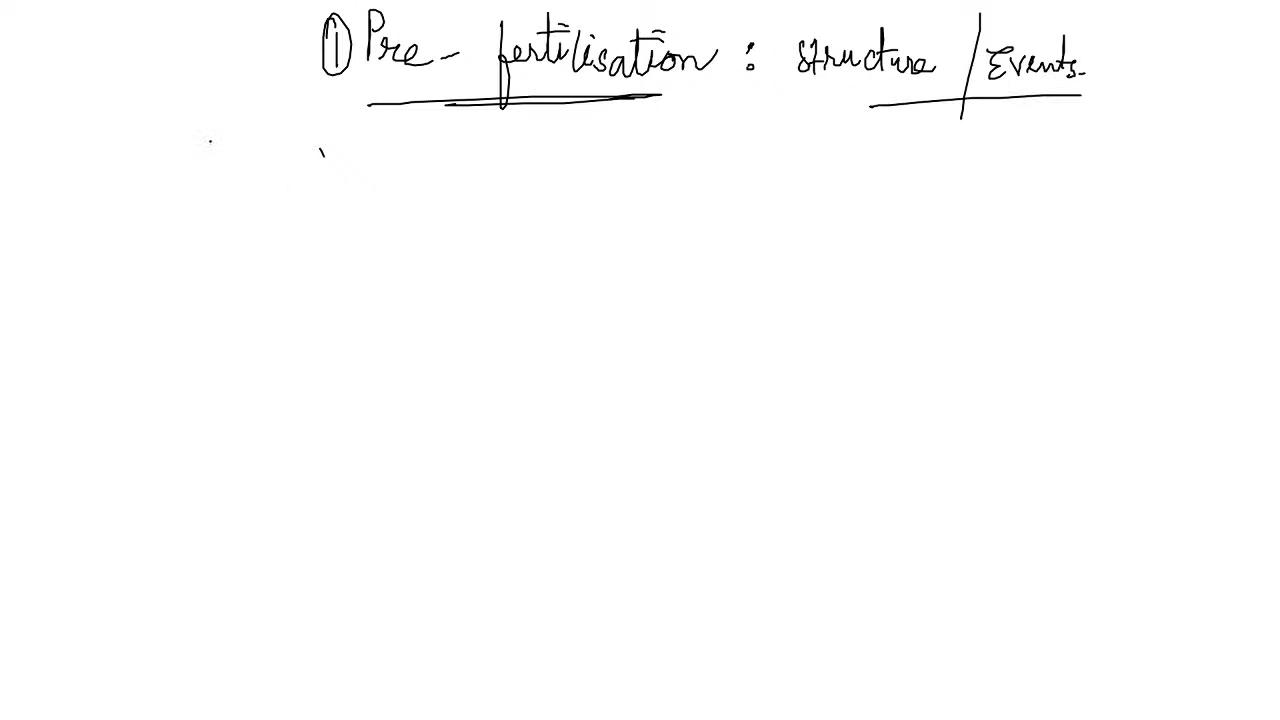 ① Pre- fertilisation : structure / Events.